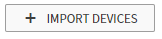 + IMPORT DEVICES